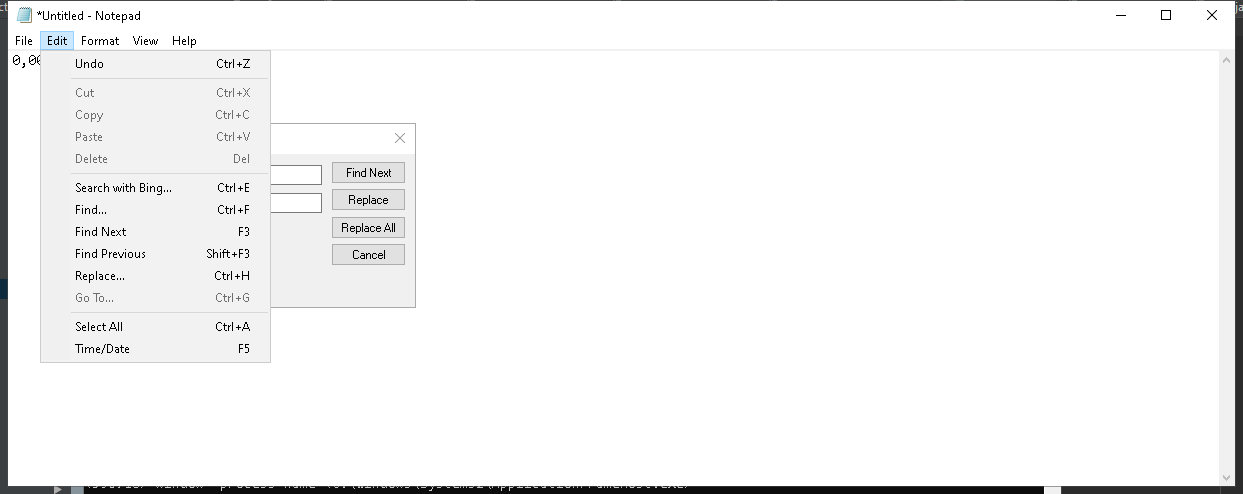 *Untitled - Notepad
File Edit Format View Help
0,00
Undo Ctrl+Z
Cut Ctrl+X
Copy Ctrl+C
Paste Ctrl+V
Delete Del
Search with Bing... Ctrl+E
Find... Ctrl+F
Find Next F3
Find Previous Shift+F3
Replace... Ctrl+H
Go To... Ctrl+G
Select All Ctrl+A
Time/Date F5
Find Next
Replace
Replace All
Cancel